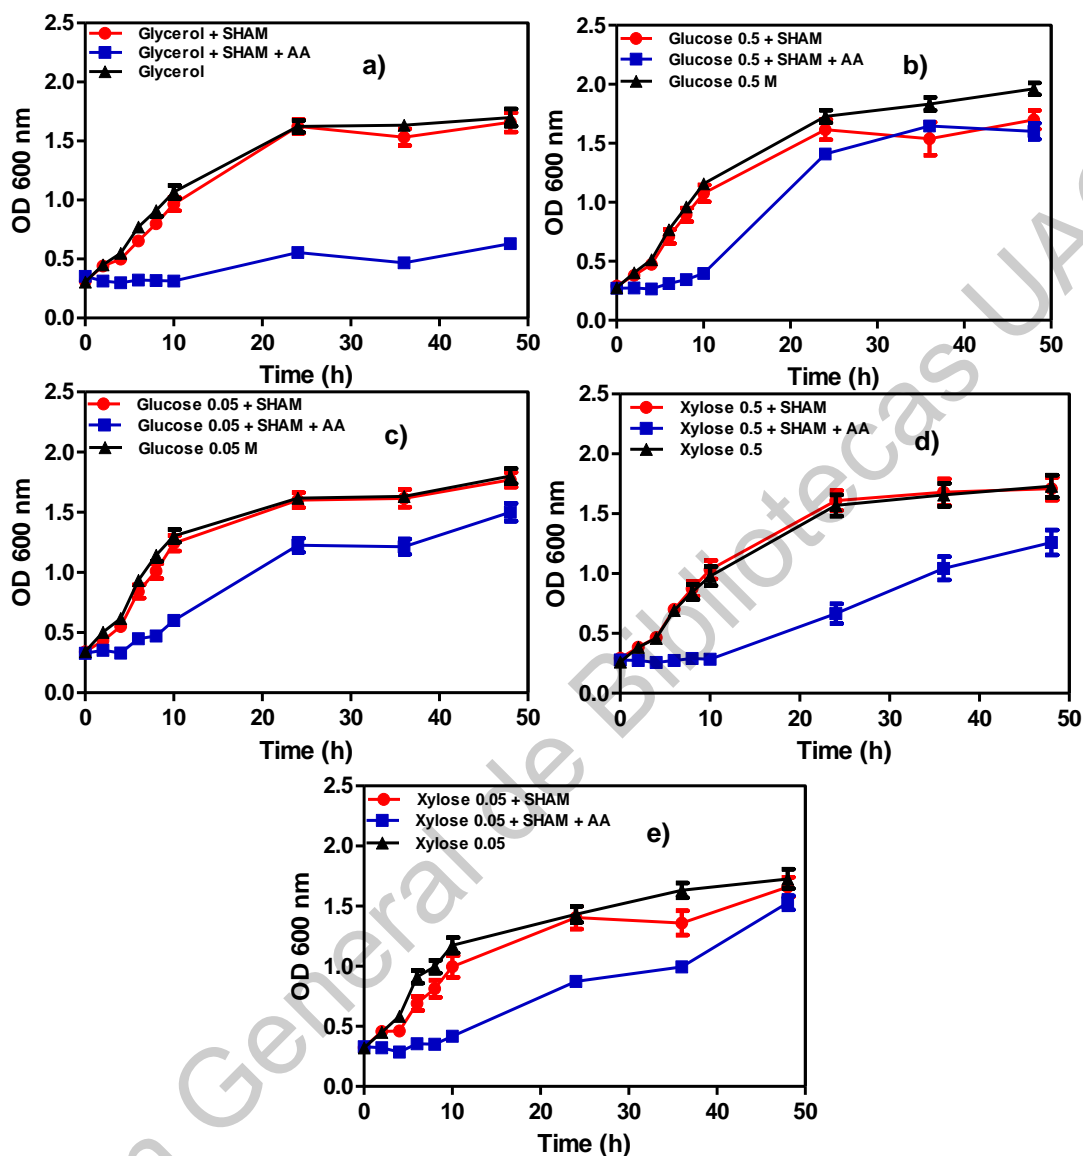 2.5
2.0
1.5
1.0
0.5
0.0
OD 600 nm
Glycerol + SHAM
Glycerol + SHAM + AA
Glycerol
a)
0 10 20 30 40 50
Time (h)
2.5
2.0
1.5
1.0
0.5
0.0
OD 600 nm
Glucose 0.5 + SHAM
Glucose 0.5 + SHAM + AA
Glucose 0.5 M
b)
0 10 20 30 40 50
Time (h)
2.5
2.0
1.5
1.0
0.5
0.0
OD 600 nm
Glucose 0.05 + SHAM
Glucose 0.05 + SHAM + AA
Glucose 0.05 M
c)
0 10 20 30 40 50
Time (h)
2.5
2.0
1.5
1.0
0.5
0.0
OD 600 nm
Xylose 0.5 + SHAM
Xylose 0.5 + SHAM + AA
Xylose 0.5
d)
0 10 20 30 40 50
Time (h)
2.5
2.0
1.5
1.0
0.5
0.0
OD 600 nm
Xylose 0.05 + SHAM
Xylose 0.05 + SHAM + AA
Xylose 0.05
e)
0 10 20 30 40 50
Time (h)
General de Bibliotecas